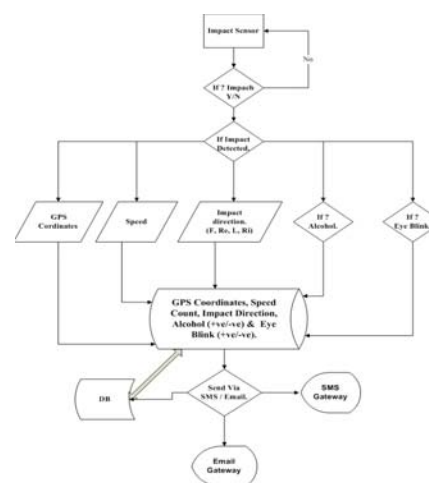 Impact Sensor
No
If ? Impach
Y/N
If Impact
Detected.
GPS
Cordinates
Speed
Impact
direction.
(F, Re, L, Ri)
If ?
Alcohol.
If ?
Eye Blink
GPS Coordinates, Speed
Count, Impact Direction,
Alcohol (+ve/-ve) & Eye
Blink (+ve/-ve).
DB
Send Via
SMS / Email.
SMS
Gateway
Email
Gateway